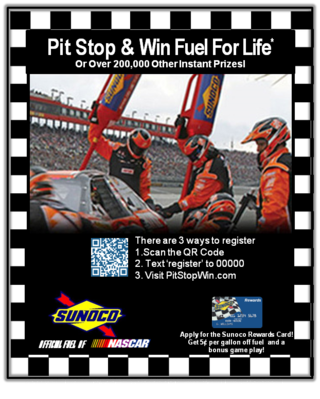 Pit Stop & Win Fuel For Life*
Or Over 200,000 Other Instant Prizes!
SUNOCO
There are 3 ways to register
1.Scan the QR Code
2. Text 'register' to 00000
3. Visit PitStopWin.com
SUNOCO
OFFICIAL FUEL OF NASCAR
Rewards
Apply for the Sunoco Rewards Card!
Get 5¢ per gallon off fuel and a
bonus game play!